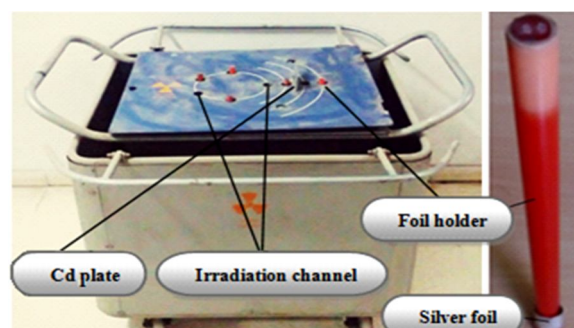 Foil holder
Cd plate
Irradiation channel
Silver foil